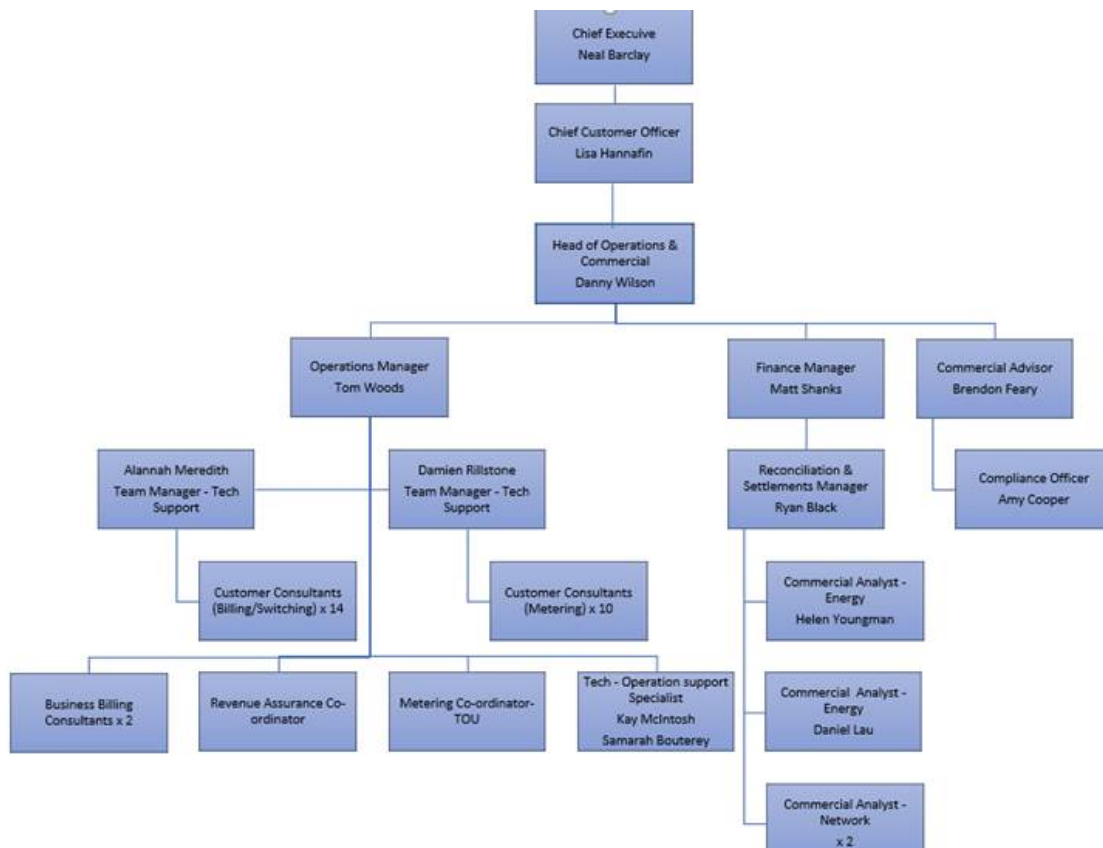 Chief Execuive
Neal Barclay
Chief Customer Officer
Lisa Hannafin
Head of Operations &
Commercial
Danny Wilson
Operations Manager
Tom Woods
Finance Manager
Matt Shanks
Commercial Advisor
Brendon Feary
Alannah Meredith
Team Manager - Tech
Support
Damien Rillstone
Team Manager - Tech
Support
Reconciliation &
Settlements Manager
Ryan Black
Compliance Officer
Amy Cooper
Customer Consultants
(Billing/Switching) x 14
Customer Consultants
(Metering) x 10
Commercial Analyst -
Energy
Helen Youngman
Business Billing
Consultants x 2
Revenue Assurance Co-
ordinator
Metering Co-ordinator-
TOU
Tech - Operation support
Specialist
Kay McIntosh
Samarah Bouterey
Commercial Analyst -
Energy
Daniel Lau
Commercial Analyst -
Network
x 2